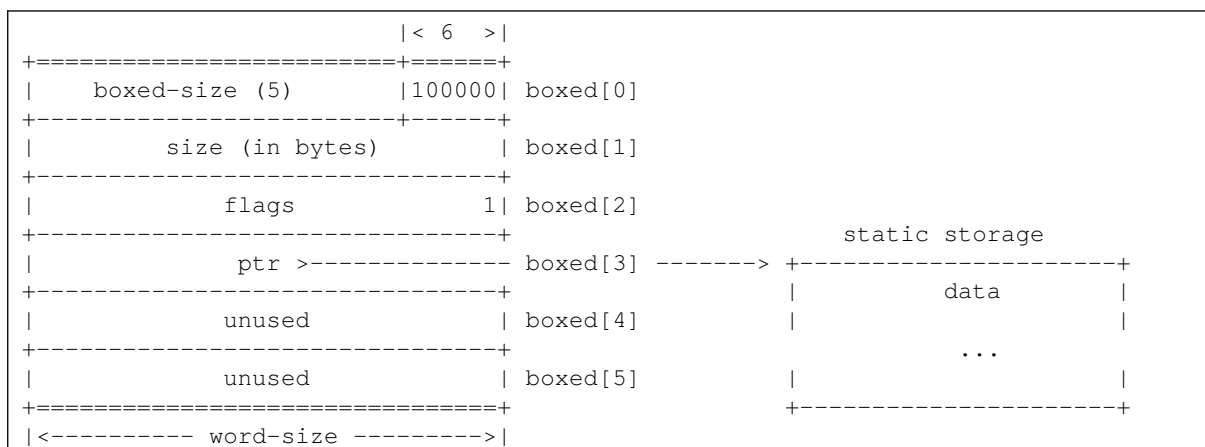 |< 6  >|
+=========================+======+
|    boxed-size (5)       |100000| boxed[0]
+-------------------------+------+
|         size (in bytes)        | boxed[1]
+--------------------------------+
|             flags             1| boxed[2]
+--------------------------------+                       static storage
|              ptr >-------------- boxed[3] -------> +----------------------+
+--------------------------------+                   |          data        |
|             unused             | boxed[4]          |                      |
+--------------------------------+                              ...
|             unused             | boxed[5]          |                      |
+================================+                   +----------------------+
|<---------- word-size --------->|